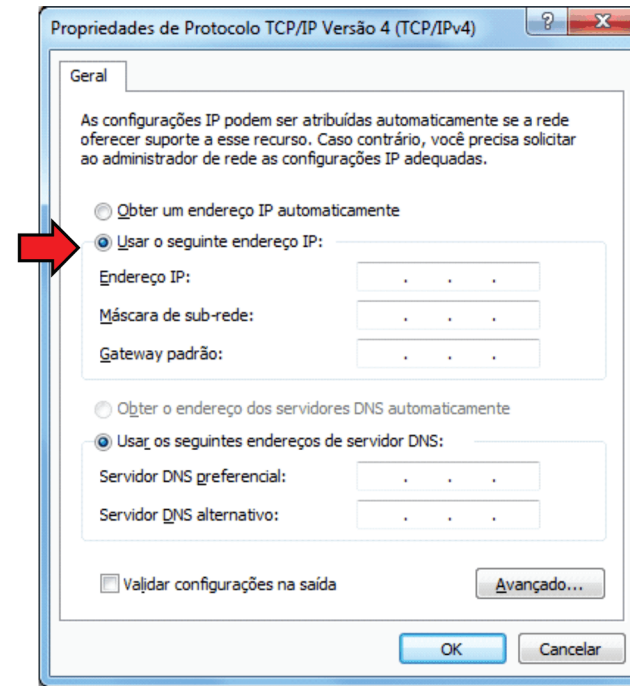 Propriedades de Protocolo TCP/IP Versão 4 (TCP/IPv4)
Geral
As configurações IP podem ser atribuídas automaticamente se a rede
oferecer suporte a esse recurso. Caso contrário, você precisa solicitar
ao administrador de rede as configurações IP adequadas.
Obter um endereço IP automaticamente
Usar o seguinte endereço IP:
Endereço IP:
Máscara de sub-rede:
Gateway padrão:
Obter o endereço dos servidores DNS automaticamente
Usar os seguintes endereços de servidor DNS:
Servidor DNS preferencial:
Servidor DNS alternativo:
Validar configurações na saída
Avançado...
OK
Cancelar